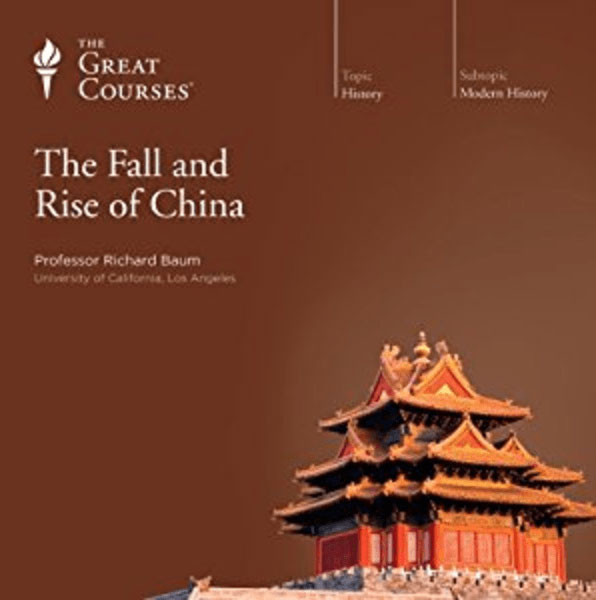 THE
GREAT
COURSES®
Topic
History
Subtopic
Modern History
The Fall and
Rise of China
Professor Richard Baum
University of California, Los Angeles